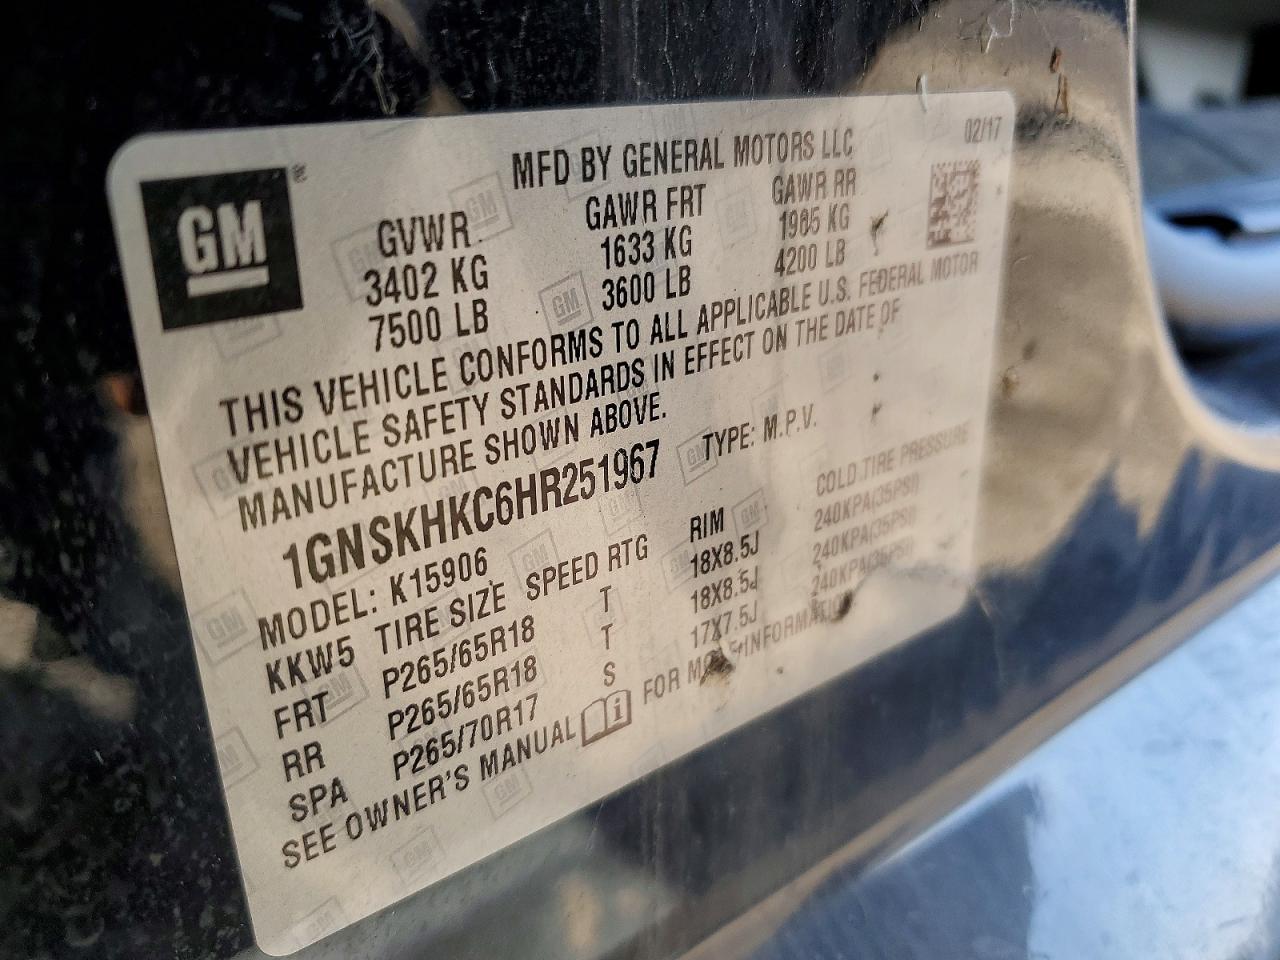 MFD BY GENERAL MOTORS LLC 02/17
GM®
GVWR GAWR FRT GAWR RR
3402 KG 1633 KG 1905 KG
7500 LB 3600 LB 4200 LB
THIS VEHICLE CONFORMS TO ALL APPLICABLE U.S. FEDERAL MOTOR
VEHICLE SAFETY STANDARDS IN EFFECT ON THE DATE OF
MANUFACTURE SHOWN ABOVE.
1GNSKHKC6HR251967 TYPE: M.P.V.
MODEL: K15906
KKW5 TIRE SIZE SPEED RTG RIM COLD TIRE PRESSURE
FRT P265/65R18 T 18X8.5J 240KPA(35PSI)
RR P265/65R18 T 18X8.5J 240KPA(35PSI)
SPA P265/70R17 S 17X7.5J 240KPA(35PSI)
SEE OWNER'S MANUAL FOR MORE INFORMATION